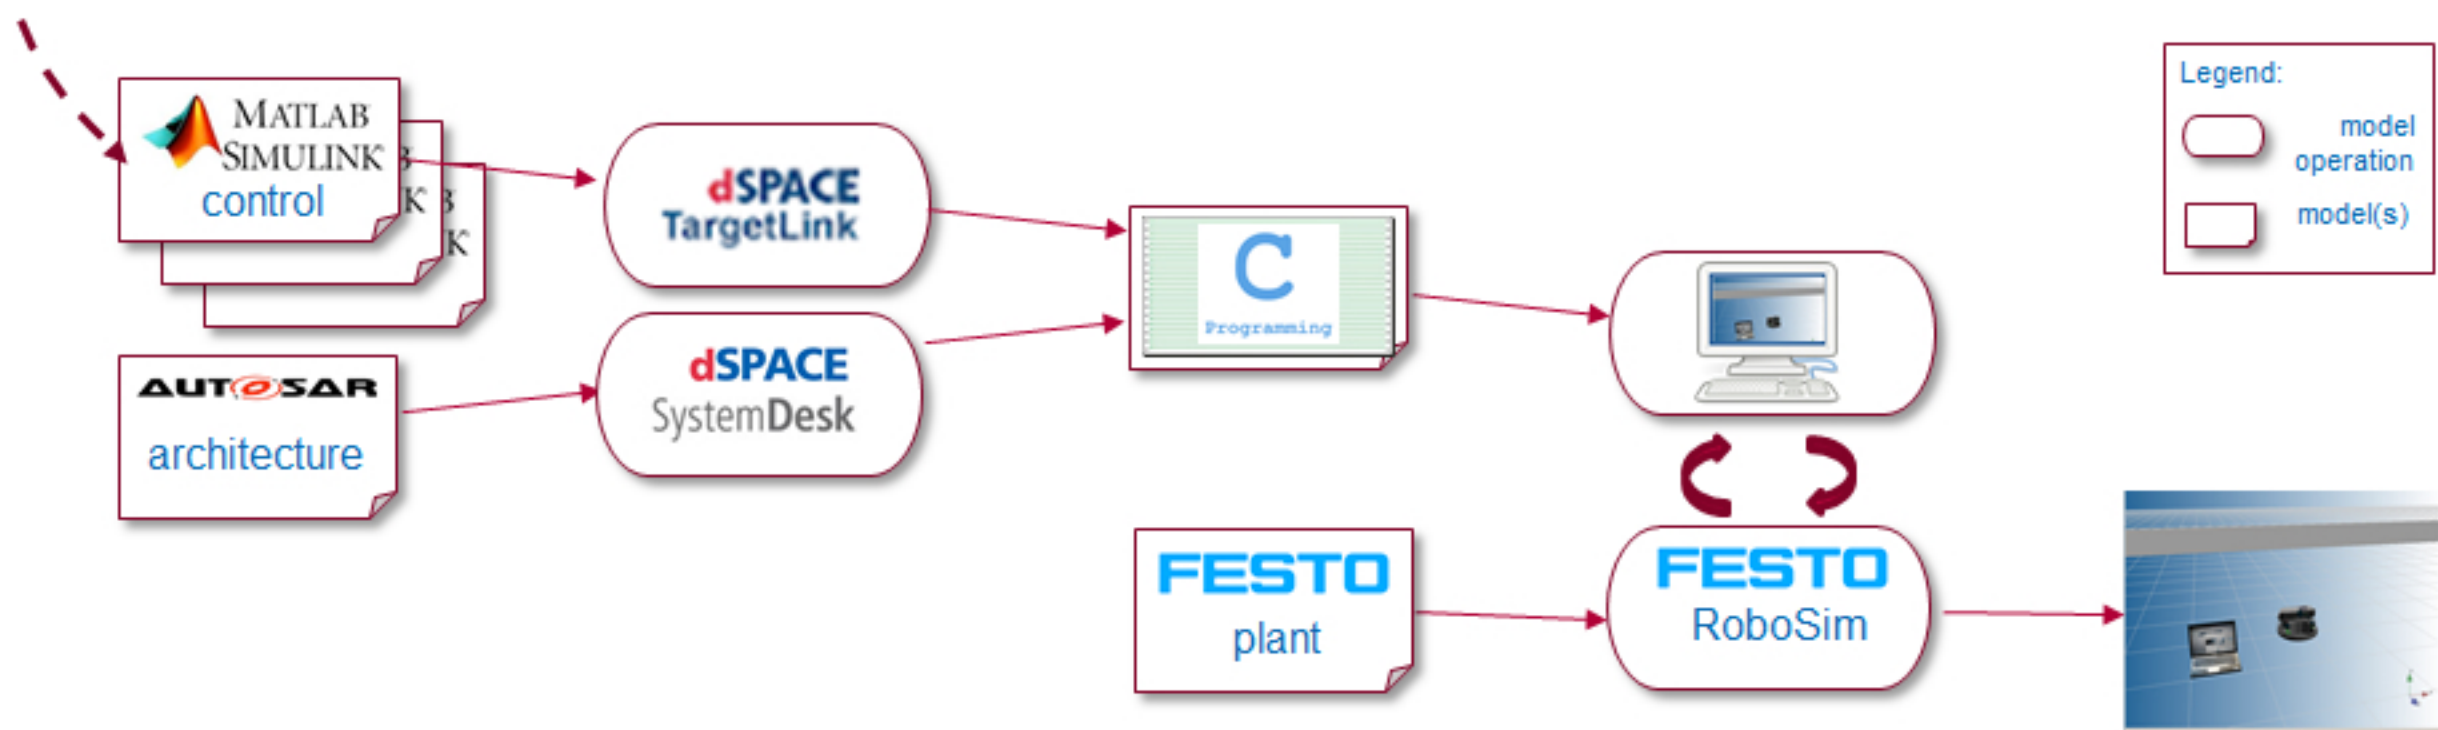 MATLAB
SIMULINK
control
B
K
B
K
AUTOSAR
architecture
dSPACE
TargetLink
dSPACE
SystemDesk
C
Programming
FESTO
plant
FESTO
RoboSim
Legend:
model
operation
model(s)